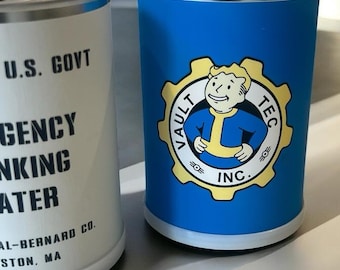 U.S. GOVT
GENCY
NKING
ATER
AL-BERNARD CO.
STON, MA
VAULT TEC
INC.